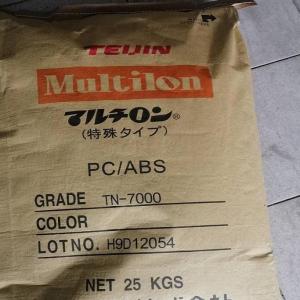 TEIJIN
Multilon
マルチロン®
(特殊タイプ)
PC/ABS
GRADE TN-7000
COLOR
LOT NO. H9D12054
NET 25 KGS